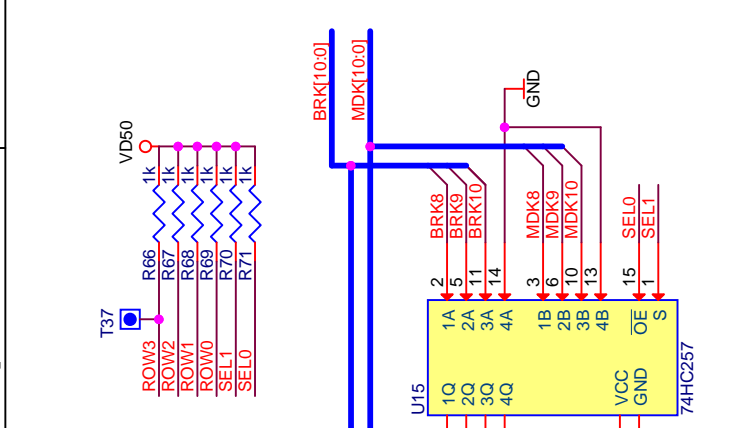 BRK[10:0]
MDK[10:0]
GND
VD50
1k
1k
1k
1k
1k
1k
R66
R67
R68
R69
R70
R71
T37
ROW3
ROW2
ROW1
ROW0
SEL1
SEL0
BRK8
BRK9
BRK10
MDK8
MDK9
MDK10
SEL0
SEL1
2
5
11
14
3
6
10
13
15
1
1A
2A
3A
4A
1B
2B
3B
4B
OE
S
1Q
2Q
3Q
4Q
VCC
GND
U15
74HC257